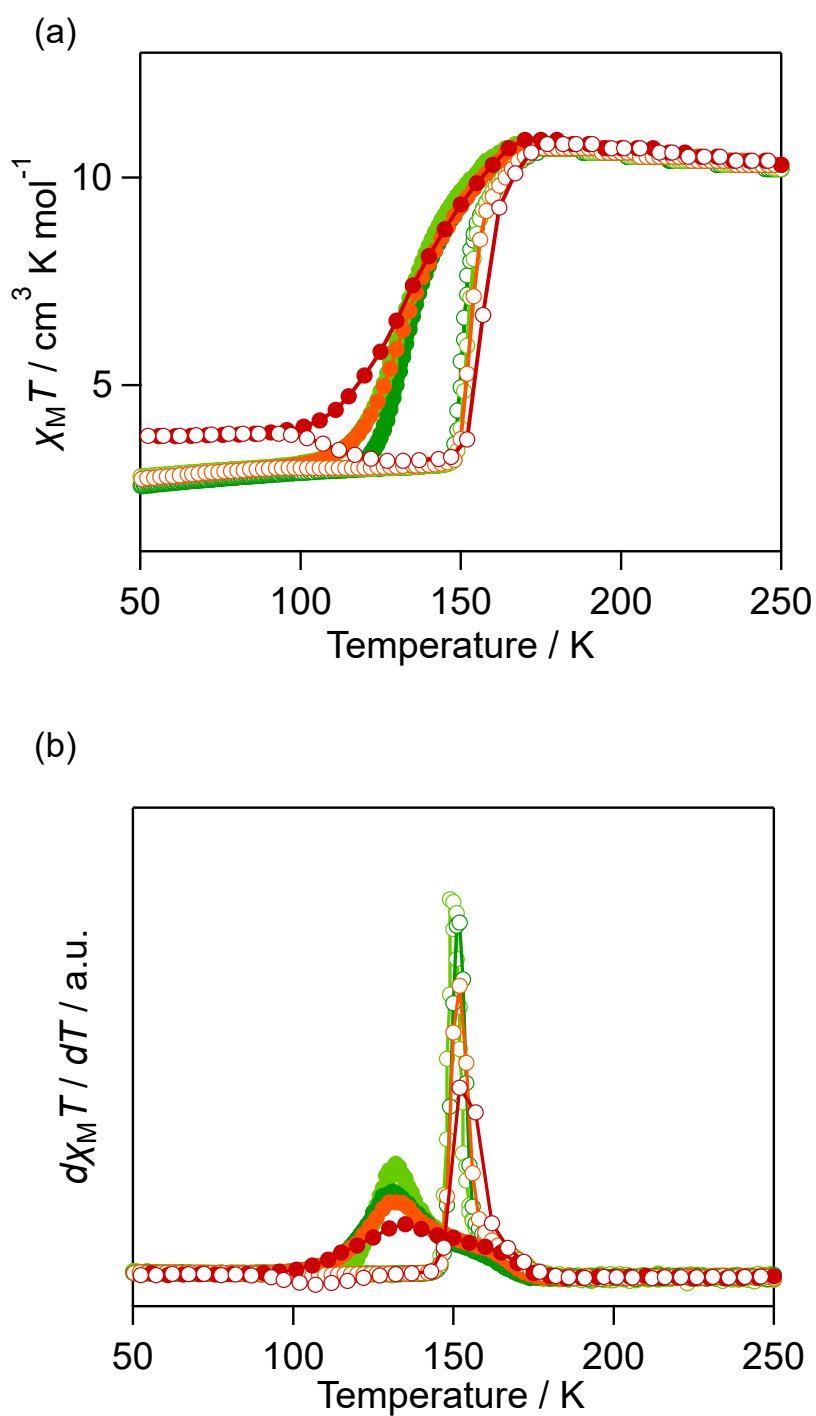 (a)
χMT / cm3 K mol-1
10
5
50 100 150 200 250
Temperature / K
(b)
dχMT / dT / a.u.
50 100 150 200 250
Temperature / K